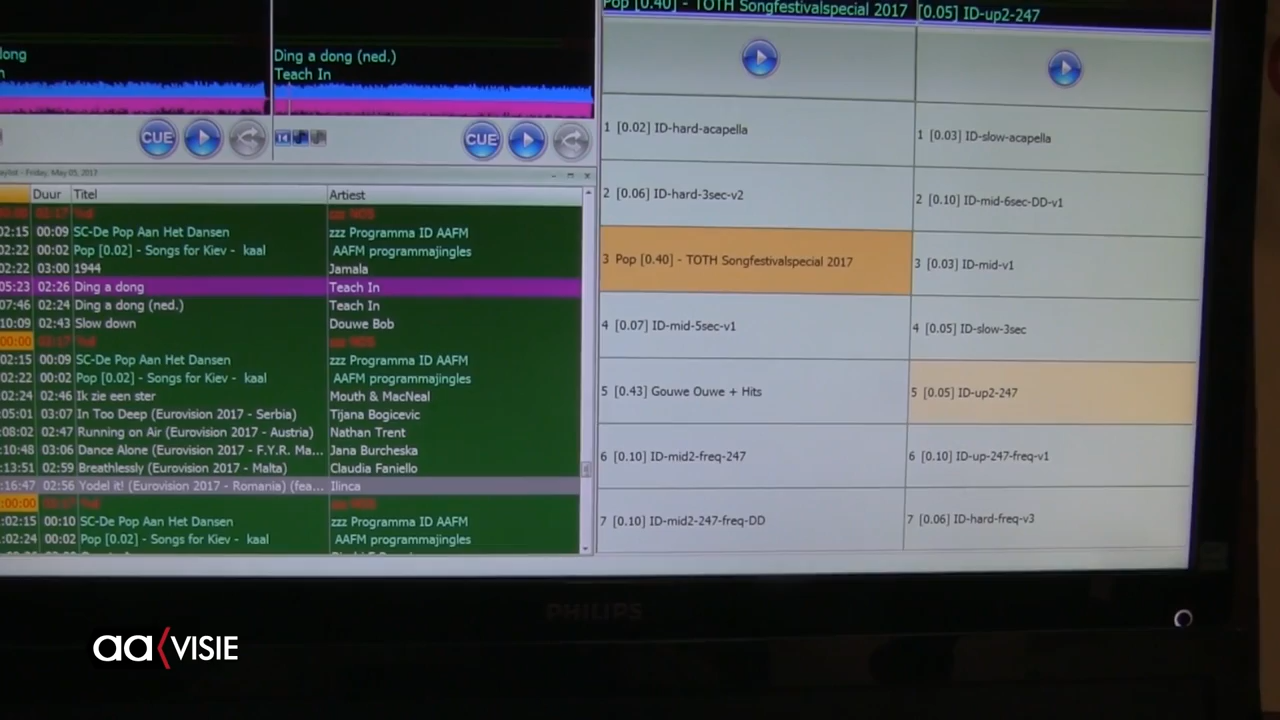 Pop [0.40] - TOTH Songfestivalspecial 2017
[0.05] ID-up2-247
Ding a dong (ned.)
Teach In
CUE
CUE
Friday, May 05, 2017
Duur Titel Artiest
02:15 00:09 SC-De Pop Aan Het Dansen zzz Programma ID AAFM
02:22 00:02 Pop [0.02] - Songs for Kiev - kaal AAFM programmajingles
02:22 03:00 1944 Jamala
05:23 02:26 Ding a dong Teach In
07:46 02:24 Ding a dong (ned.) Teach In
10:09 02:43 Slow down Douwe Bob
00:00
02:15 00:09 SC-De Pop Aan Het Dansen zzz Programma ID AAFM
02:22 00:02 Pop [0.02] - Songs for Kiev - kaal AAFM programmajingles
02:24 02:46 Ik zie een ster Mouth & MacNeal
05:01 03:07 In Too Deep (Eurovision 2017 - Serbia) Tijana Bogicevic
08:02 02:47 Running on Air (Eurovision 2017 - Austria) Nathan Trent
10:48 03:06 Dance Alone (Eurovision 2017 - F.Y.R. Ma... Jana Burcheska
13:51 02:59 Breathlessly (Eurovision 2017 - Malta) Claudia Faniello
16:47 02:56 Yodel it! (Eurovision 2017 - Romania) (fea... Ilinca
:00:00
:02:15 00:10 SC-De Pop Aan Het Dansen zzz Programma ID AAFM
:02:24 00:02 Pop [0.02] - Songs for Kiev - kaal AAFM programmajingles
1 [0.02] ID-hard-acapella
2 [0.06] ID-hard-3sec-v2
3 Pop [0.40] - TOTH Songfestivalspecial 2017
4 [0.07] ID-mid-5sec-v1
5 [0.43] Gouwe Ouwe + Hits
6 [0.10] ID-mid2-freq-247
7 [0.10] ID-mid2-247-freq-DD
1 [0.03] ID-slow-acapella
2 [0.10] ID-mid-6sec-DD-v1
3 [0.03] ID-mid-v1
4 [0.05] ID-slow-3sec
5 [0.05] ID-up2-247
6 [0.10] ID-up-247-freq-v1
7 [0.06] ID-hard-freq-v3
PHILIPS
aa VISIE